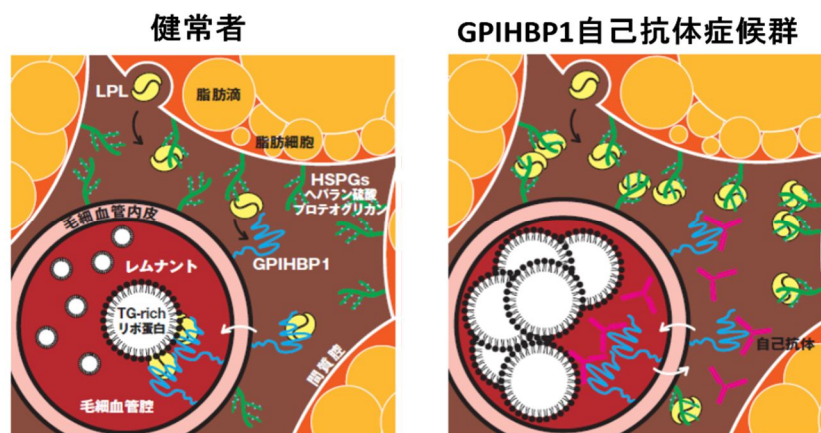 健常者
GPIHBP1自己抗体症候群
LPL
脂肪滴
脂肪細胞
HSPGs
ヘパラン硫酸
プロテオグリカン
毛細血管内皮
GPIHBP1
レムナント
TG-rich
リポ蛋白
間質腔
毛細血管腔
自己抗体